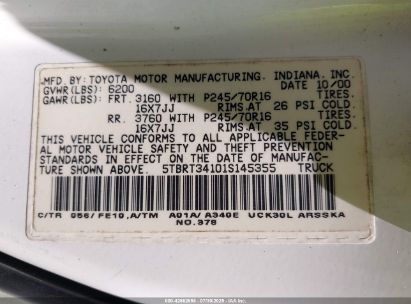 MFD. BY: TOYOTA MOTOR MANUFACTURING. INDIANA. INC.
GVWR(LBS): 6200 DATE 10/00
GAWR(LBS): FRT. 3160 WITH P245/70R16 TIRES.
16X7JJ RIMS.AT 26 PSI COLD.
RR. 3760 WITH P245/70R16 TIRES.
16X7JJ RIMS.AT 35 PSI COLD.
THIS VEHICLE CONFORMS TO ALL APPLICABLE FEDER-
AL MOTOR VEHICLE SAFETY AND THEFT PREVENTION
STANDARDS IN EFFECT ON THE DATE OF MANUFAC-
TURE SHOWN ABOVE. 5TBRT34101S145355 TRUCK
C/TR 056/FE10,A/TM A01A/A340E UCK30L ARSSKA
NO.378